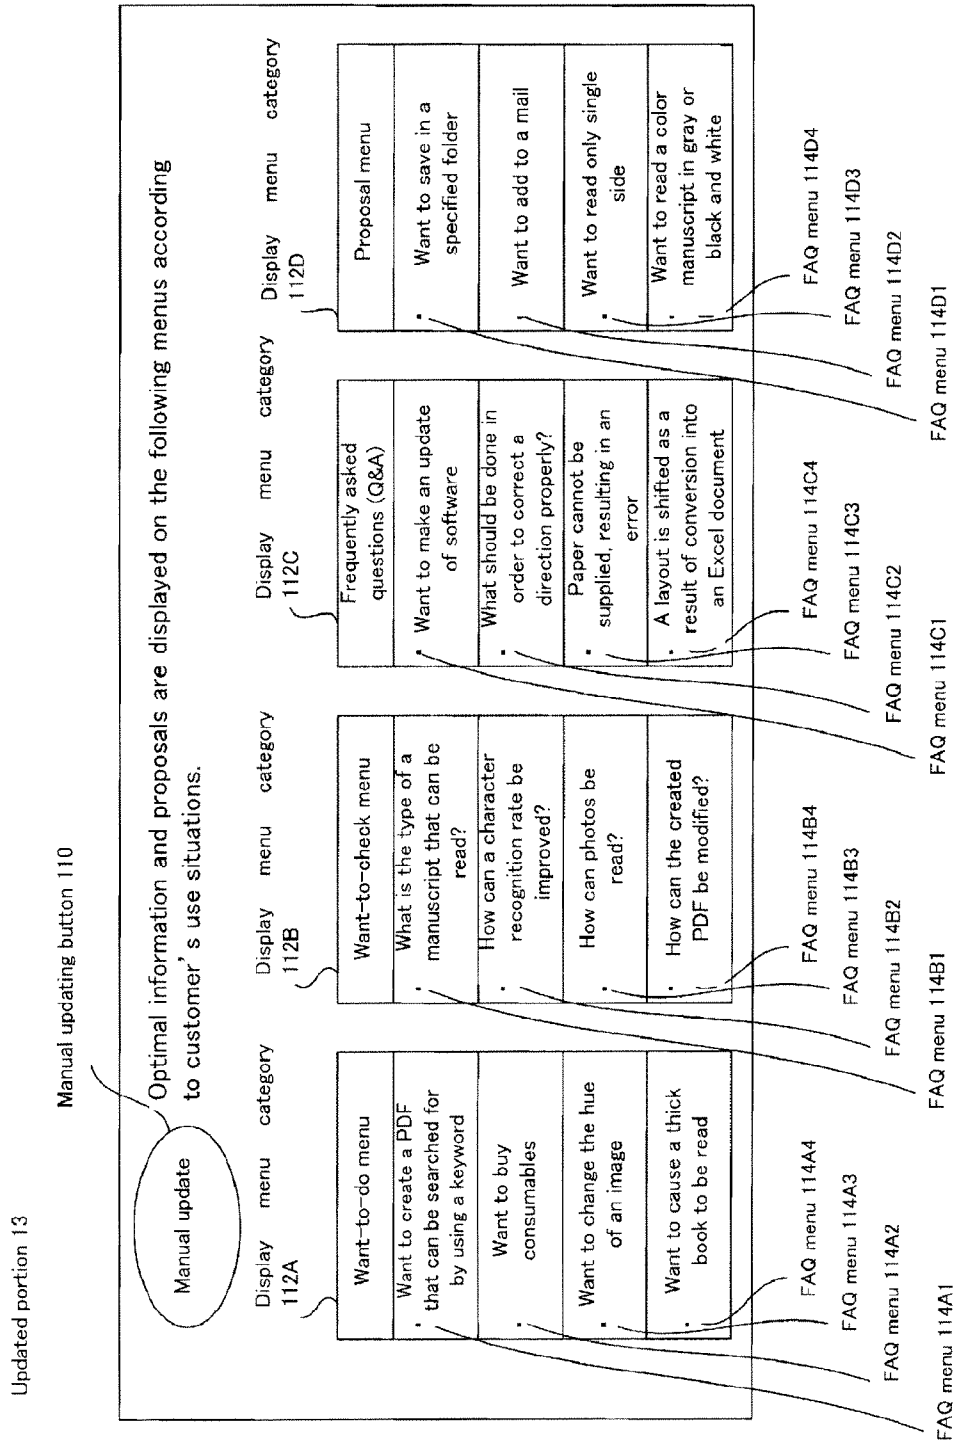 Updated portion 13
Manual updating button 110
Manual update
Optimal information and proposals are displayed on the following menus according
to customer's use situations.
Display menu category
112A
Want-to-do menu
Want to create a PDF
that can be searched for
by using a keyword
Want to buy
consumables
Want to change the hue
of an image
Want to cause a thick
book to be read
FAQ menu 114A4
FAQ menu 114A3
FAQ menu 114A2
FAQ menu 114A1
Display menu category
112B
Want-to-check menu
What is the type of a
manuscript that can be
read?
How can a character
recognition rate be
improved?
How can photos be
read?
How can the created
PDF be modified?
FAQ menu 114B4
FAQ menu 114B3
FAQ menu 114B2
FAQ menu 114B1
Display menu category
112C
Frequently asked
questions (Q&A)
Want to make an update
of software
What should be done in
order to correct a
direction properly?
Paper cannot be
supplied, resulting in an
error
A layout is shifted as a
result of conversion into
an Excel document
FAQ menu 114C4
FAQ menu 114C3
FAQ menu 114C2
FAQ menu 114C1
Display menu category
112D
Proposal menu
Want to save in a
specified folder
Want to add to a mail
Want to read only single
side
Want to read a color
manuscript in gray or
black and white
FAQ menu 114D4
FAQ menu 114D3
FAQ menu 114D2
FAQ menu 114D1